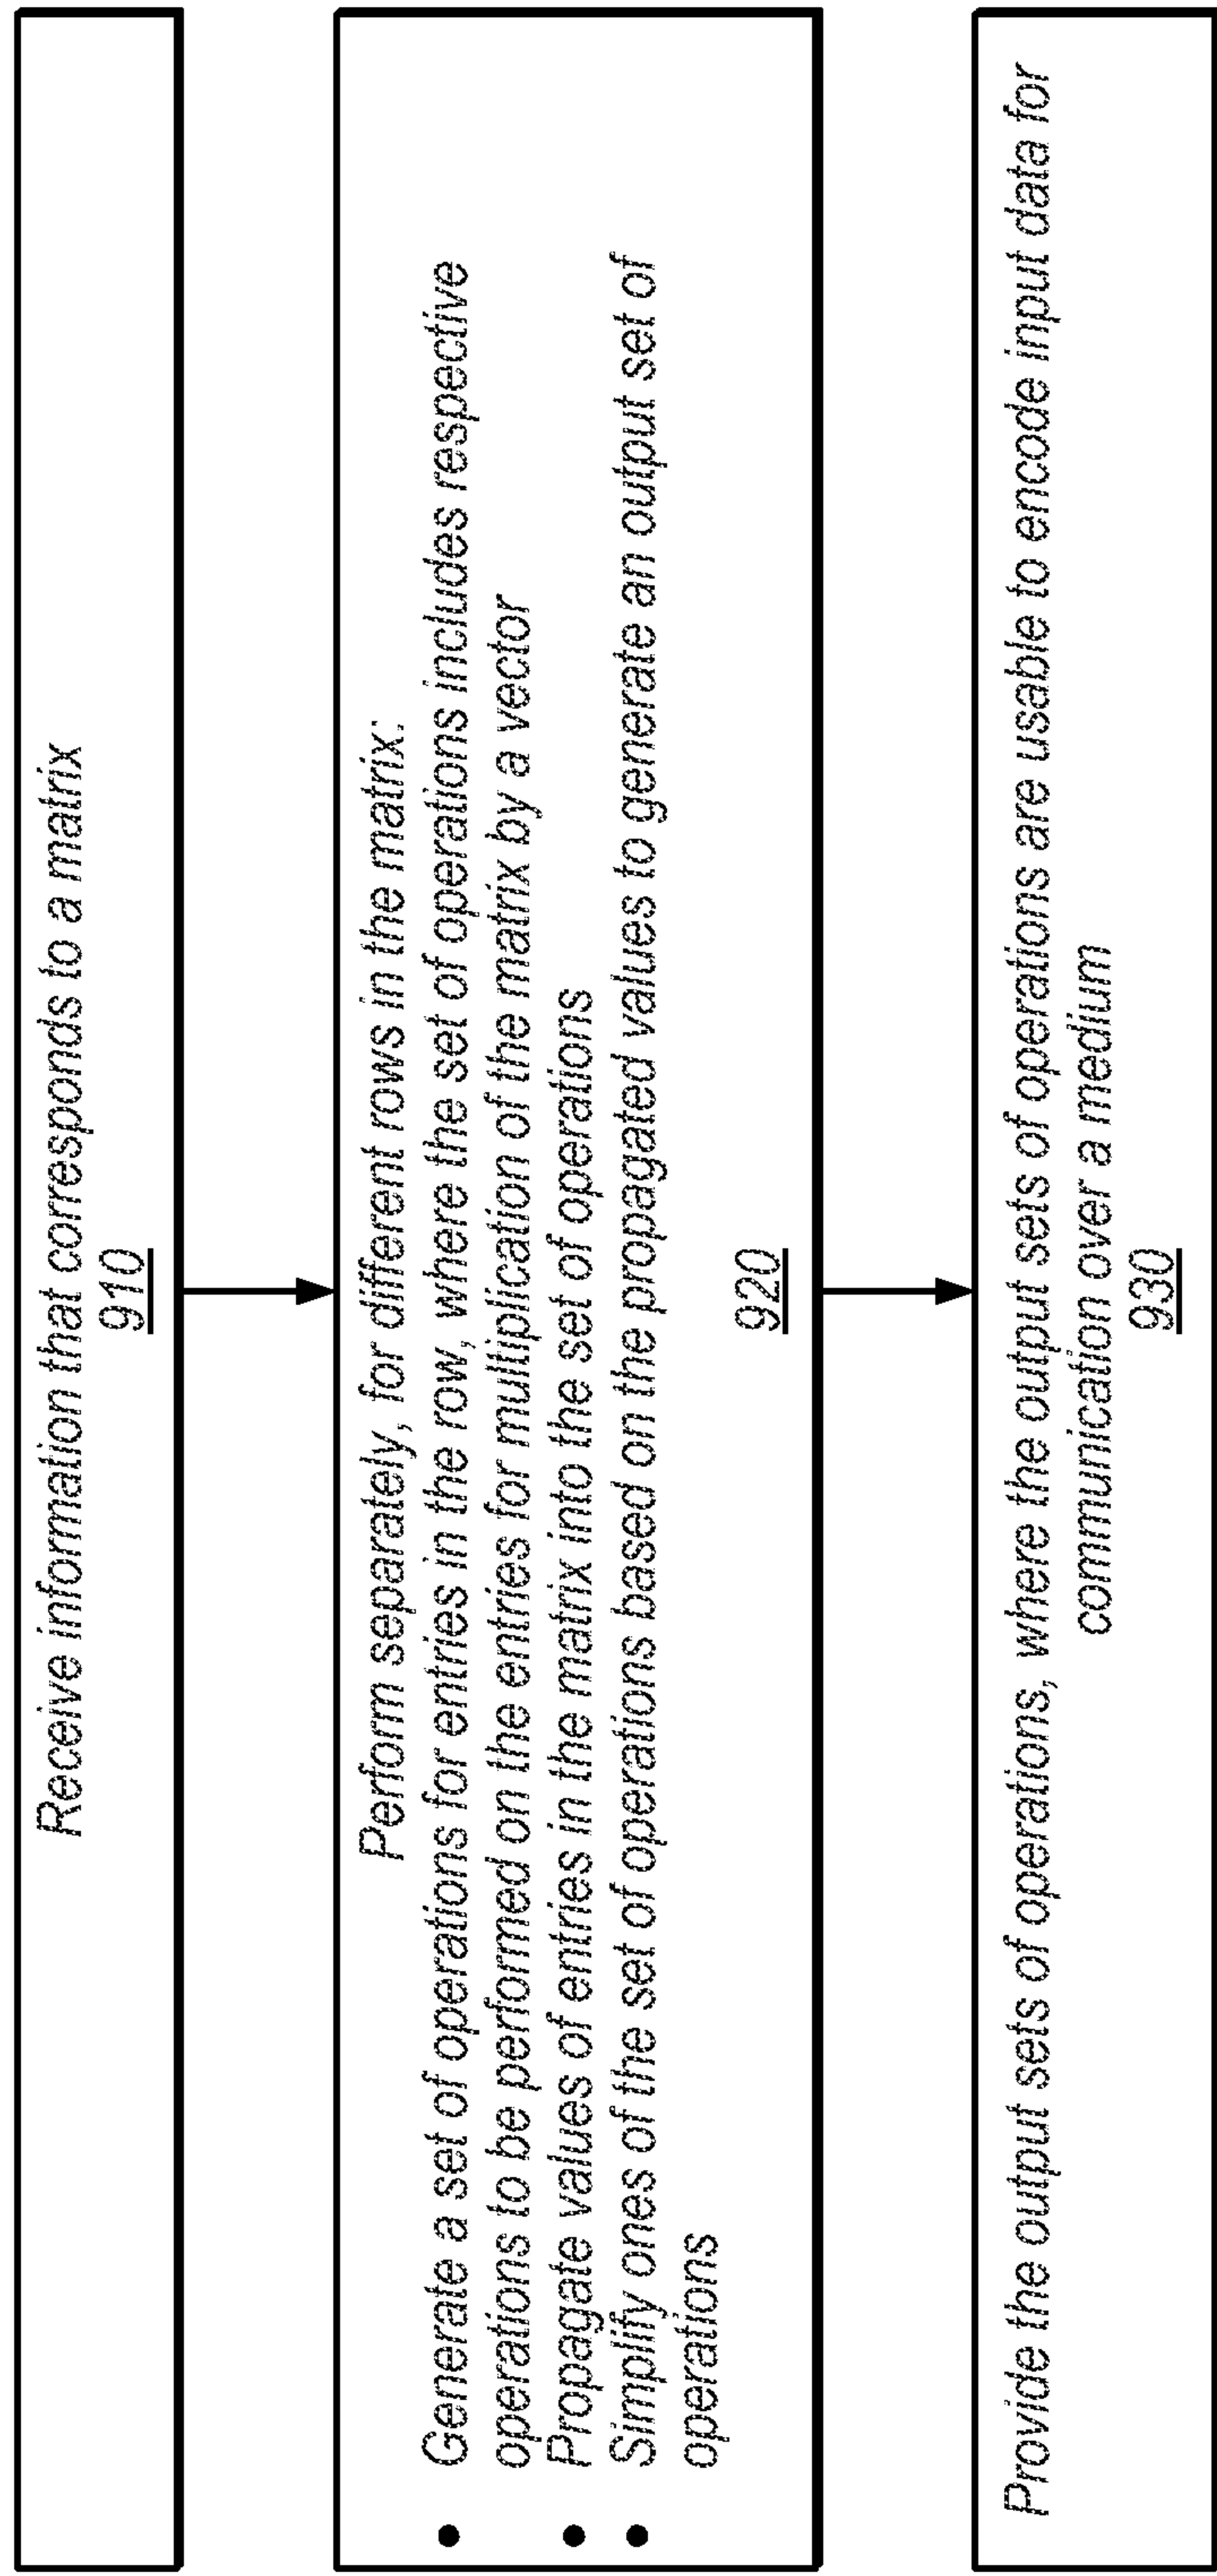 Receive information that corresponds to a matrix
910
Perform separately, for different rows in the matrix:
• Generate a set of operations for entries in the row, where the set of operations includes respective
operations to be performed on the entries for multiplication of the matrix by a vector
• Propagate values of entries in the matrix into the set of operations
• Simplify ones of the set of operations based on the propagated values to generate an output set of
operations
920
Provide the output sets of operations, where the output sets of operations are usable to encode input data for
communication over a medium
930